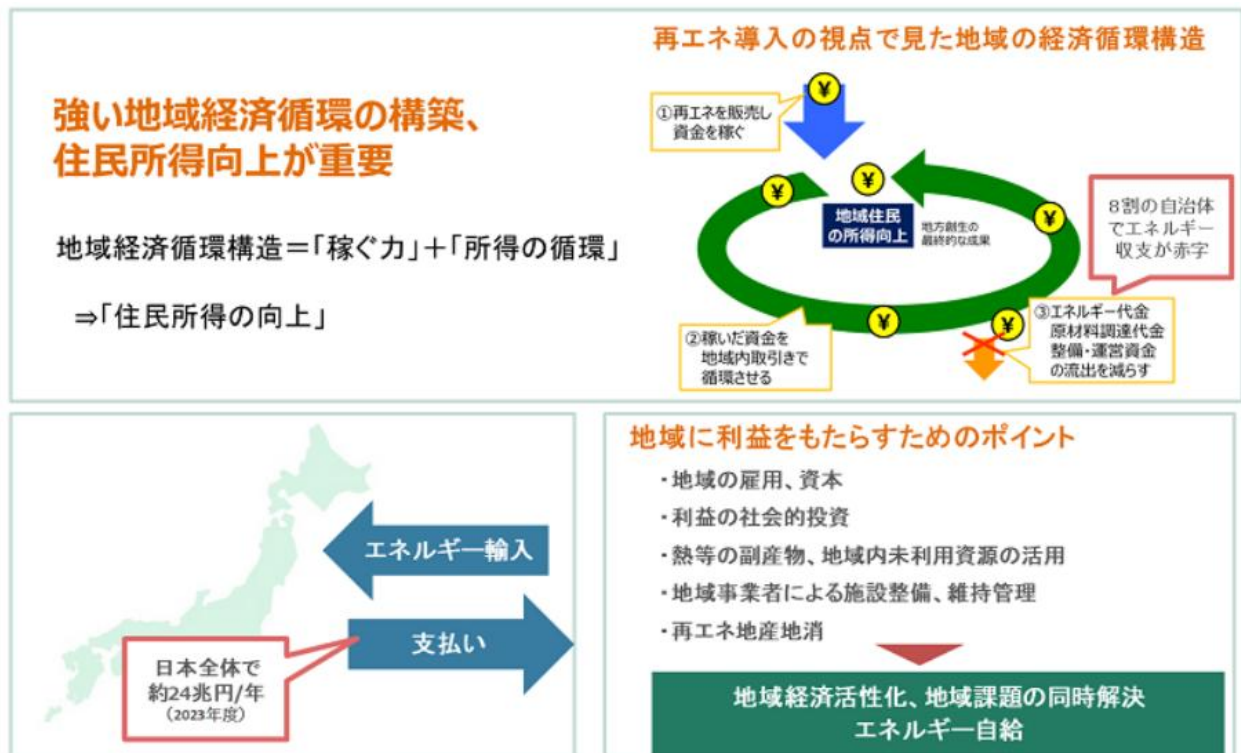 強い地域経済循環の構築、
住民所得向上が重要
地域経済循環構造＝「稼ぐ力」＋「所得の循環」
⇒「住民所得の向上」
再エネ導入の視点で見た地域の経済循環構造
¥
①再エネを販売し
資金を稼ぐ
¥
¥
¥
地域住民
の所得向上
地方創生の
最終的な成果
8割の自治体
でエネルギー
収支が赤字
¥
¥
②稼いだ資金を
地域内取引きで
循環させる
③エネルギー代金
原材料調達代金
整備・運営資金
の流出を減らす
エネルギー輸入
支払い
日本全体で
約24兆円/年
（2023年度）
地域に利益をもたらすためのポイント
・地域の雇用、資本
・利益の社会的投資
・熱等の副産物、地域内未利用資源の活用
・地域事業者による施設整備、維持管理
・再エネ地産地消
地域経済活性化、地域課題の同時解決
エネルギー自給